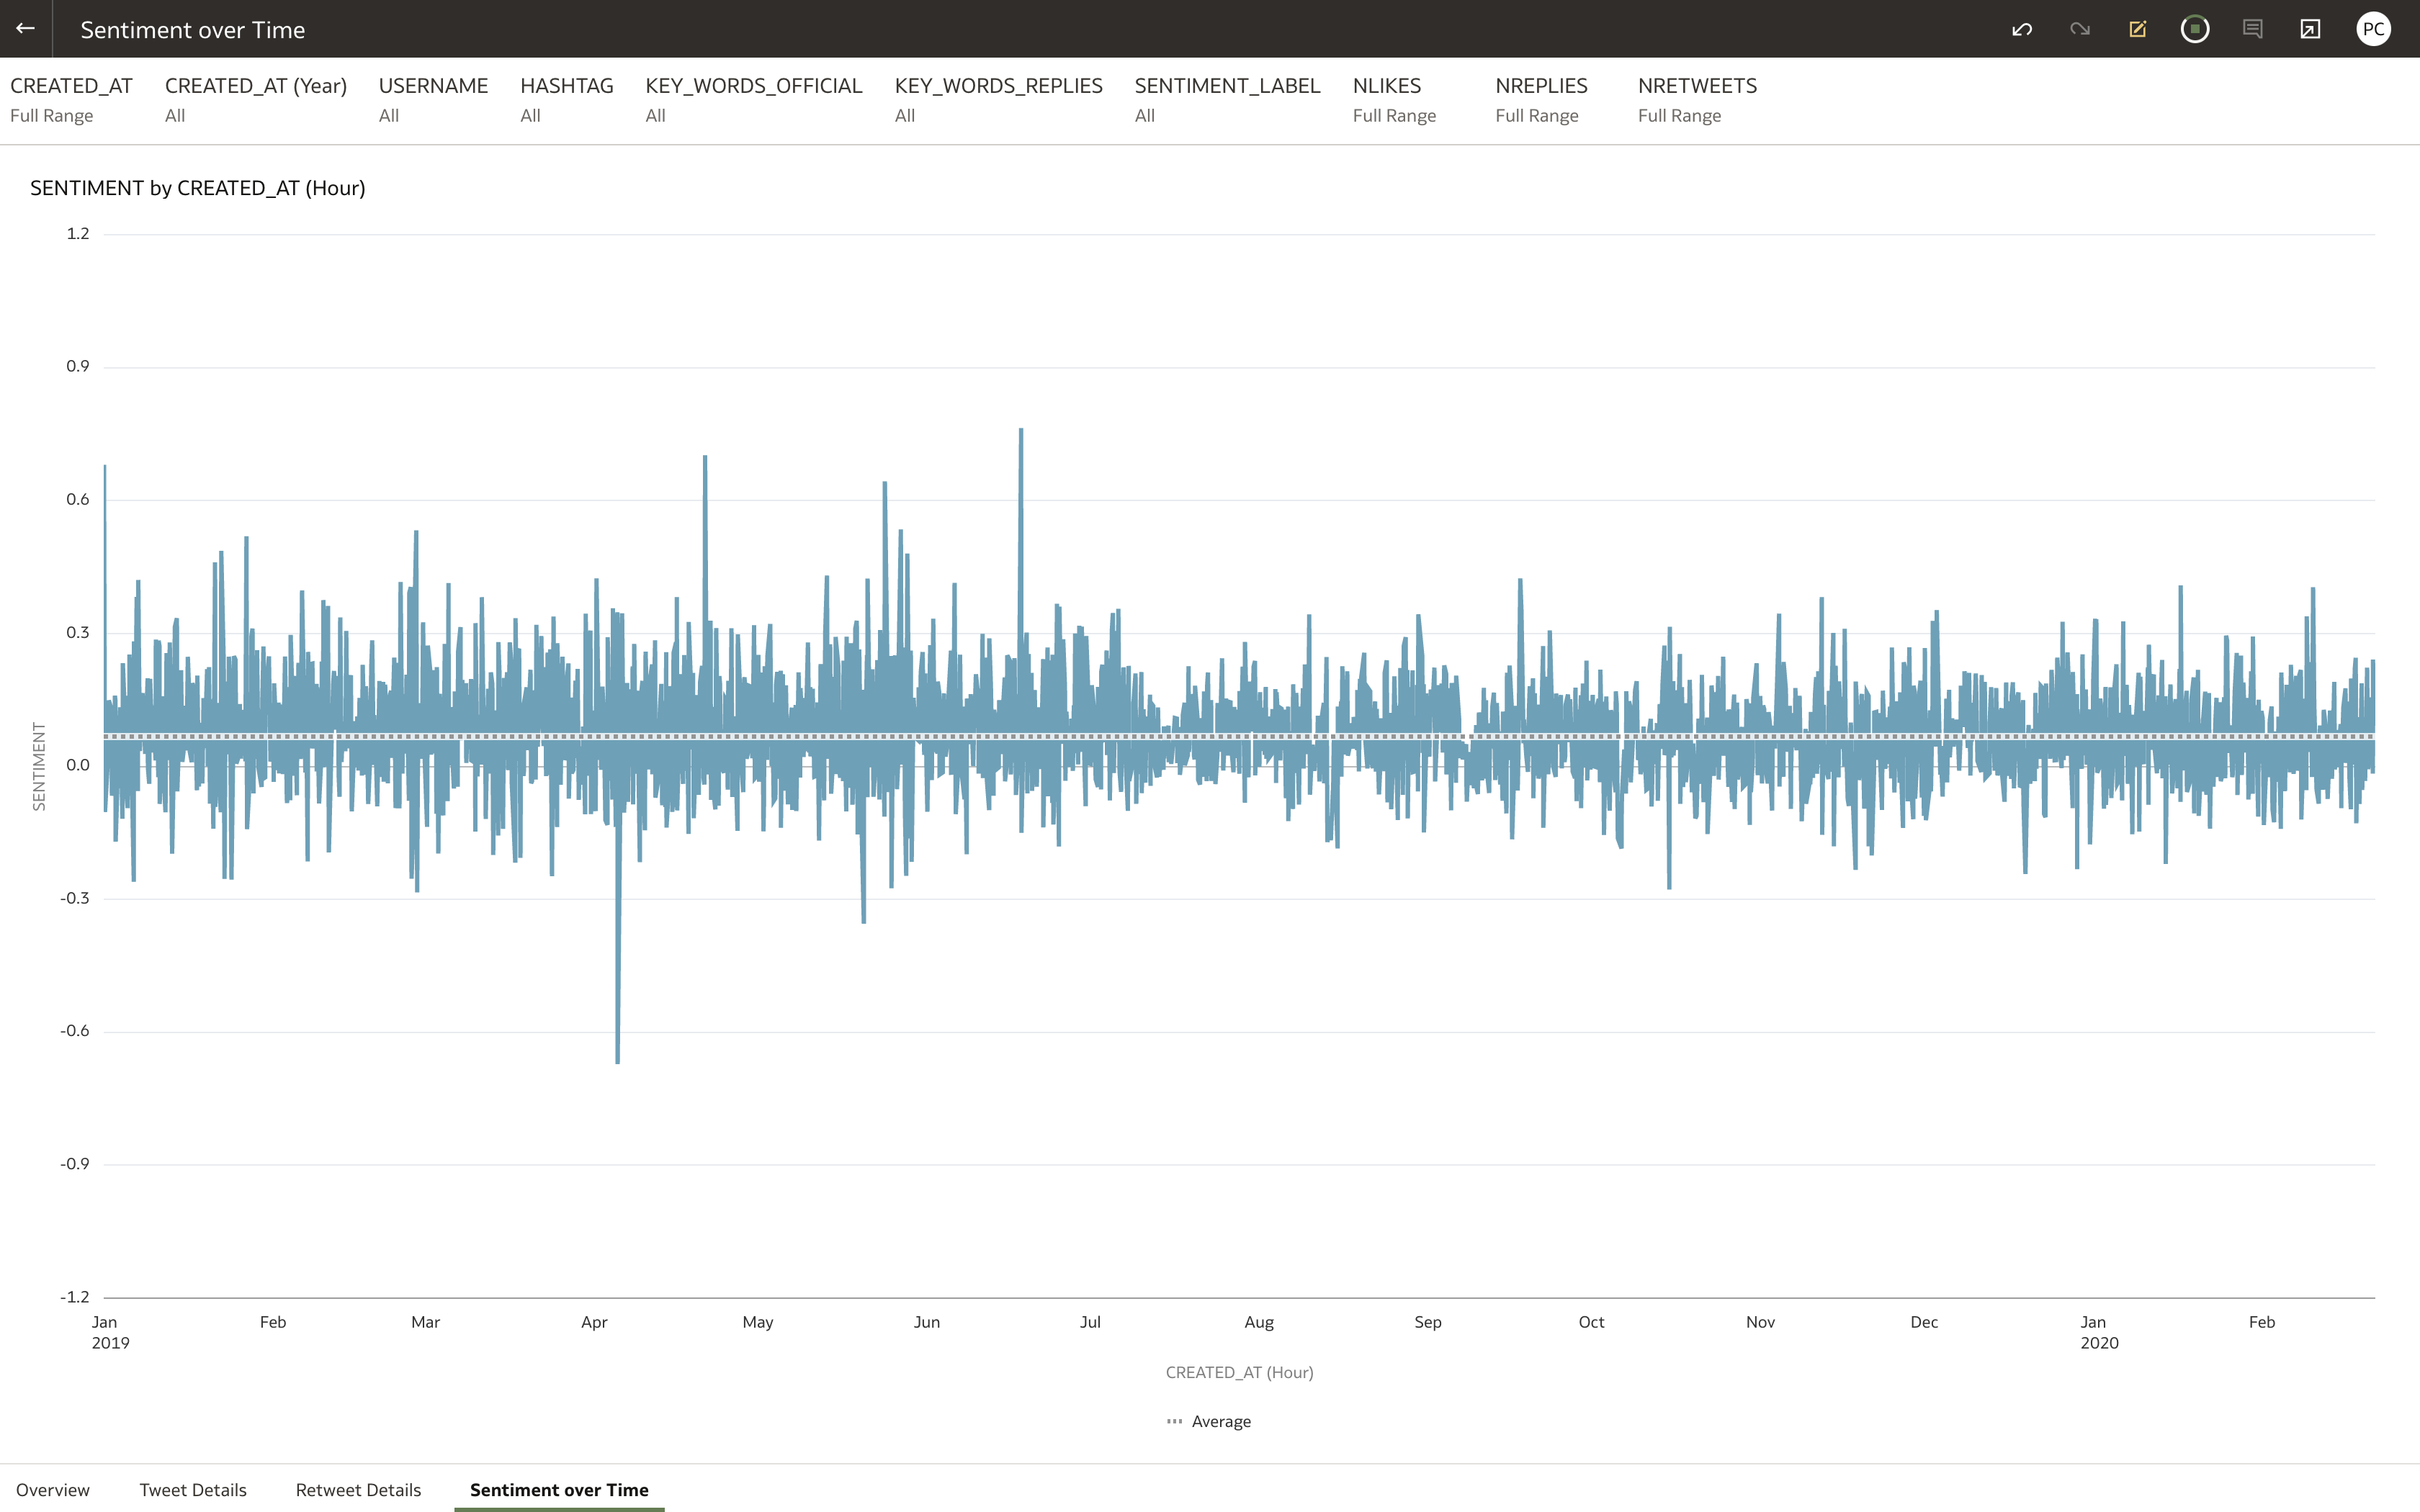 Sentiment over Time
PC
CREATED_AT CREATED_AT (Year) USERNAME HASHTAG KEY_WORDS_OFFICIAL KEY_WORDS_REPLIES SENTIMENT_LABEL NLIKES NREPLIES NRETWEETS
Full Range All All All All All All Full Range Full Range Full Range
SENTIMENT by CREATED_AT (Hour)
1.2
0.9
0.6
0.3
0.0
-0.3
-0.6
-0.9
-1.2
SENTIMENT
Jan Feb Mar Apr May Jun Jul Aug Sep Oct Nov Dec Jan Feb
2019 2020
CREATED_AT (Hour)
Average
Overview Tweet Details Retweet Details Sentiment over Time